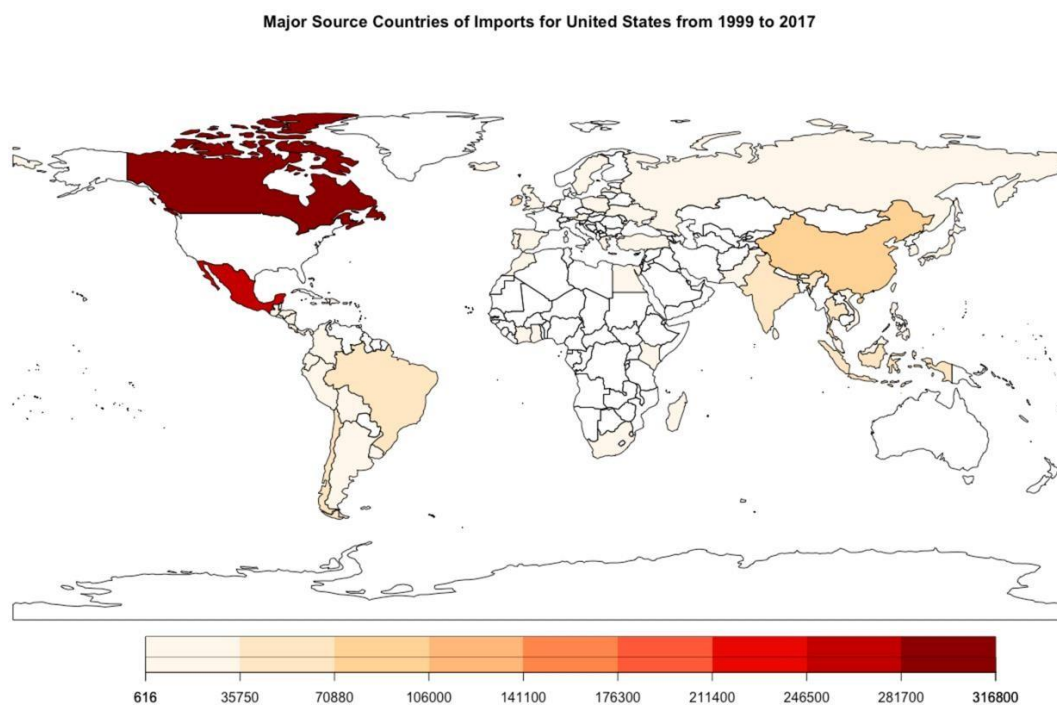 Major Source Countries of Imports for United States from 1999 to 2017
616 35750 70880 106000 141100 176300 211400 246500 281700 316800